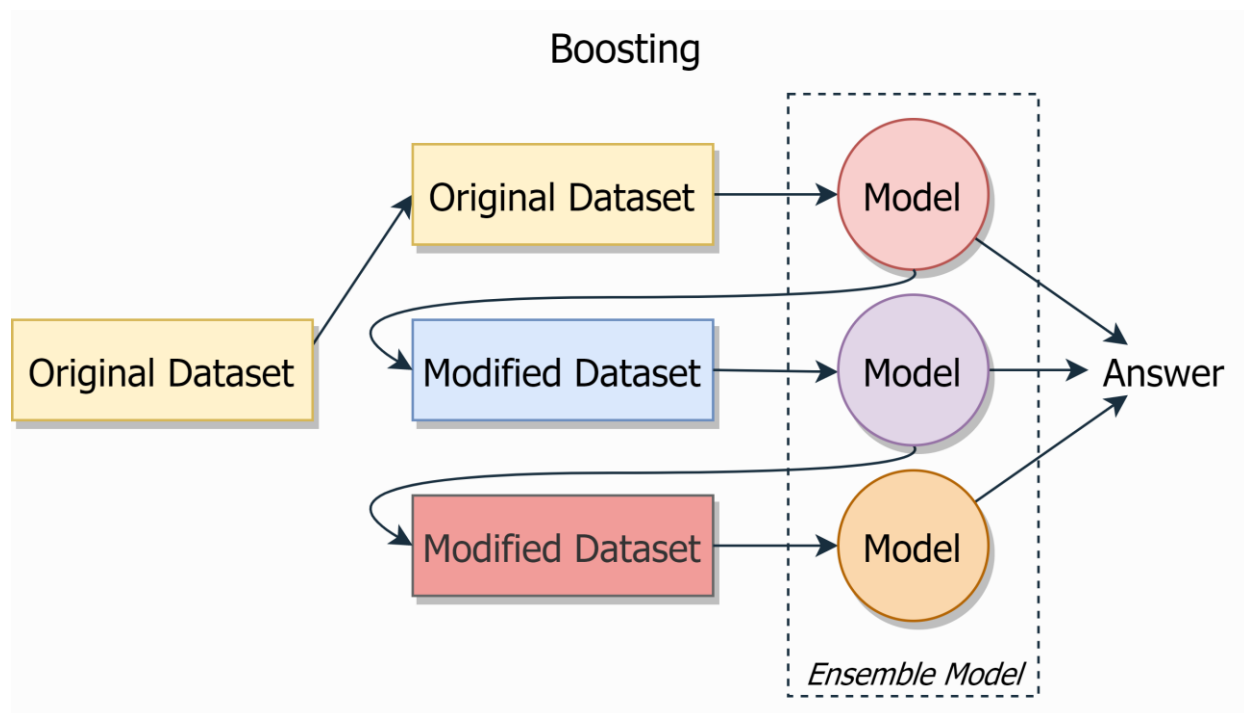 Boosting
Original Dataset
Model
Original Dataset
Modified Dataset
Model
Answer
Modified Dataset
Model
Ensemble Model